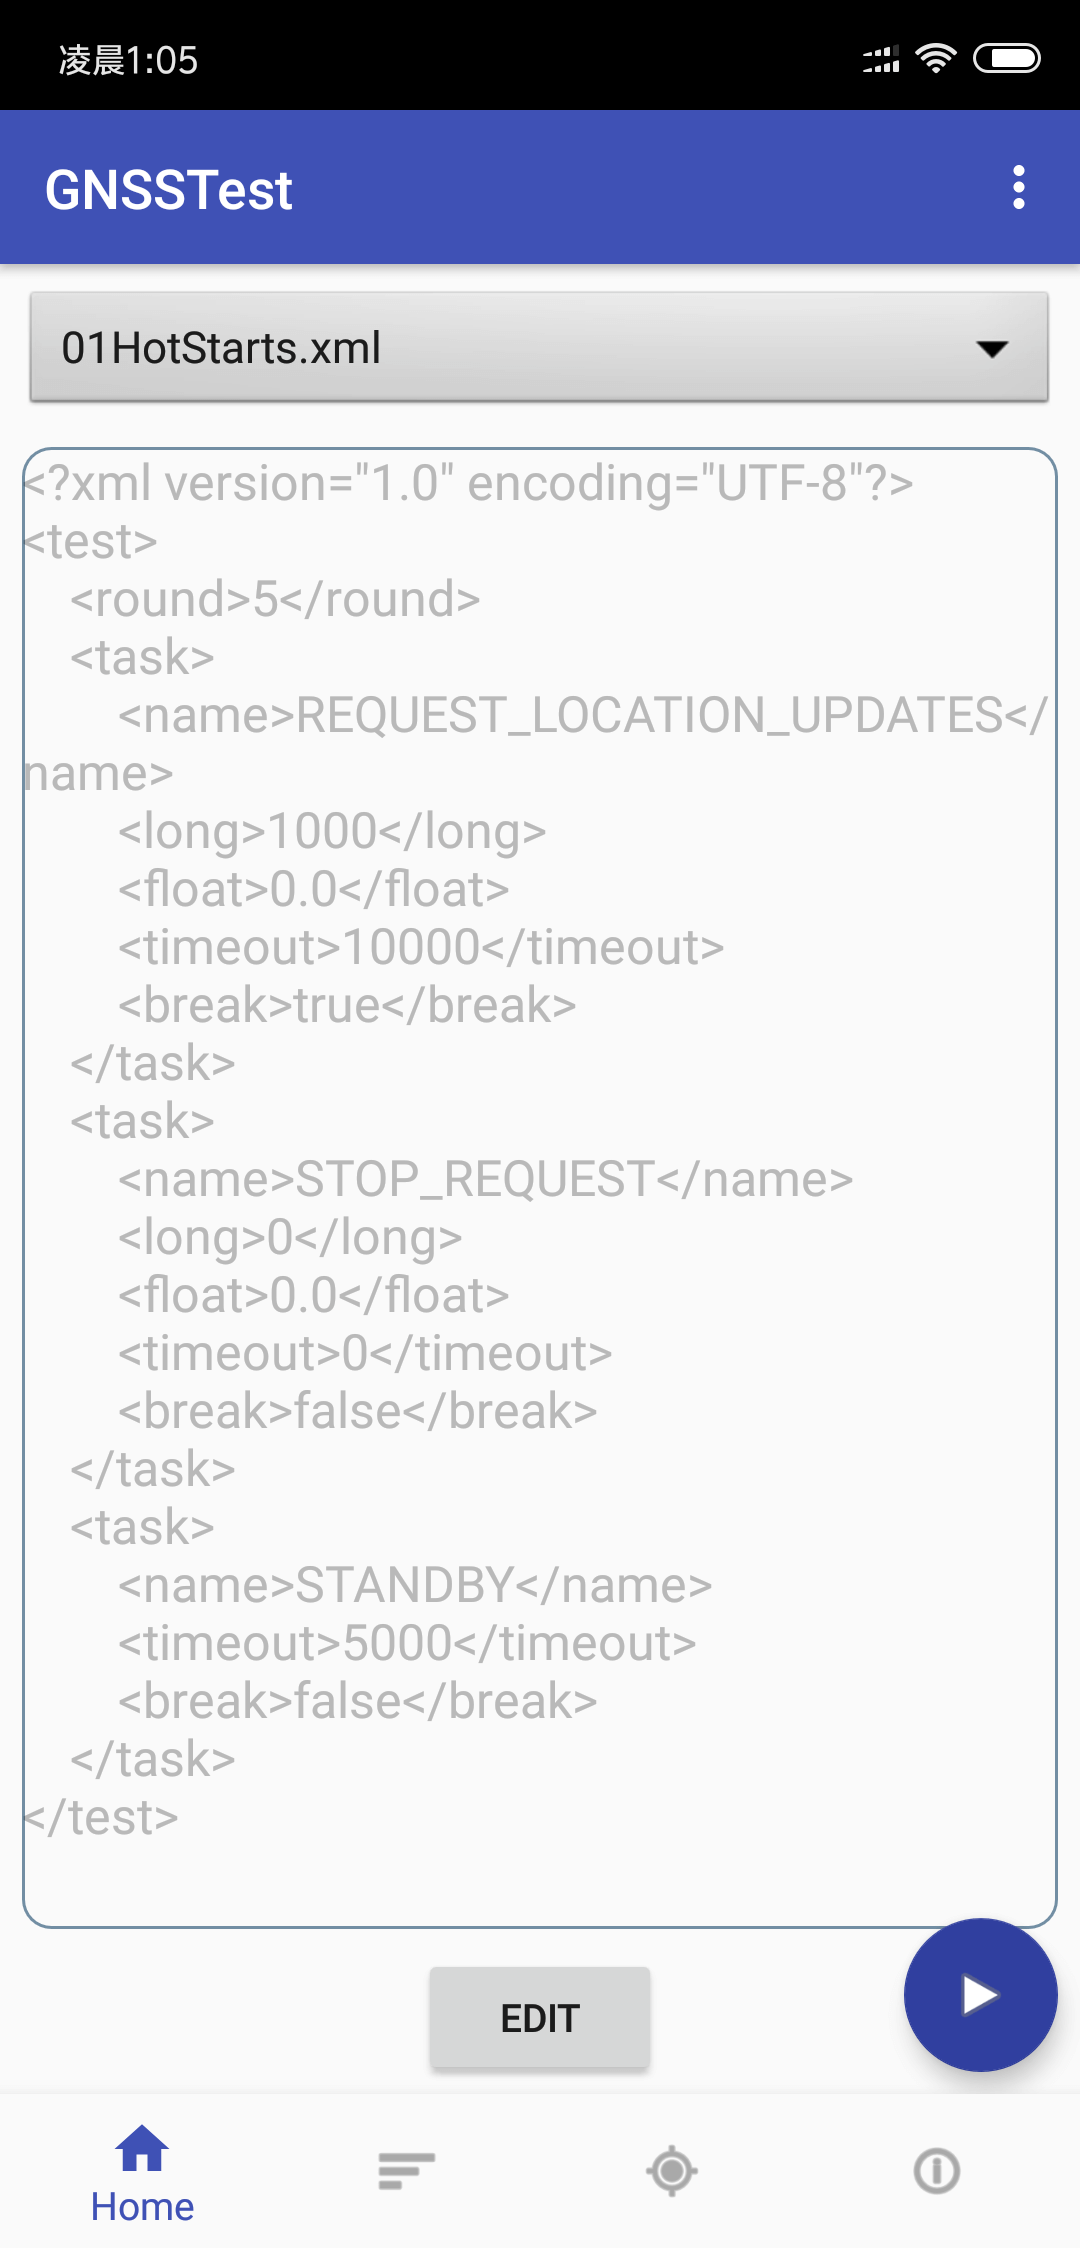 凌晨1:05
GNSSTest
01HotStarts.xml
<?xml version="1.0" encoding="UTF-8"?>
<test>
    <round>5</round>
    <task>
        <name>REQUEST_LOCATION_UPDATES</
name>
        <long>1000</long>
        <float>0.0</float>
        <timeout>10000</timeout>
        <break>true</break>
    </task>
    <task>
        <name>STOP_REQUEST</name>
        <long>0</long>
        <float>0.0</float>
        <timeout>0</timeout>
        <break>false</break>
    </task>
    <task>
        <name>STANDBY</name>
        <timeout>5000</timeout>
        <break>false</break>
    </task>
</test>
EDIT
Home